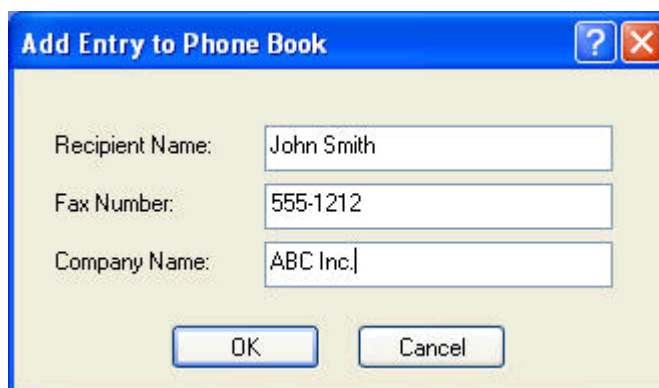 Add Entry to Phone Book ?
Recipient Name: John Smith
Fax Number: 555-1212
Company Name: ABC Inc.
OK Cancel